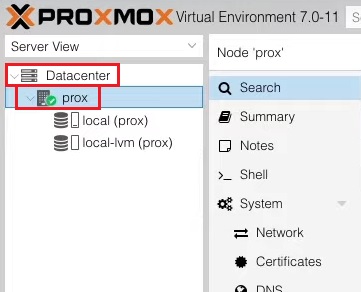 PROXMOX Virtual Environment 7.0-11
Server View
Datacenter
prox
local (prox)
local-lvm (prox)
Node 'prox'
Search
Summary
Notes
Shell
System
Network
Certificates
DNS